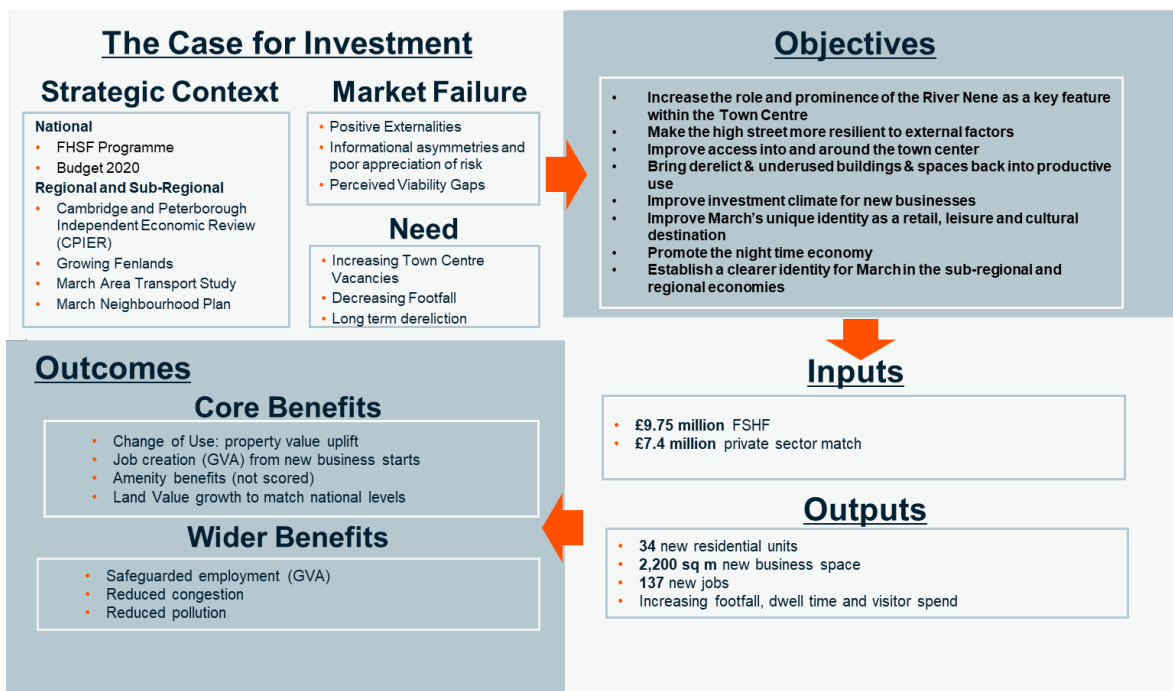 The Case for Investment
Strategic Context
National
• FHSF Programme
• Budget 2020
Regional and Sub-Regional
• Cambridge and Peterborough
Independent Economic Review
(CPIER)
• Growing Fenlands
• March Area Transport Study
• March Neighbourhood Plan
Market Failure
• Positive Externalities
• Informational asymmetries and
poor appreciation of risk
• Perceived Viability Gaps
Need
• Increasing Town Centre
Vacancies
• Decreasing Footfall
• Long term dereliction
Objectives
• Increase the role and prominence of the River Nene as a key feature
within the Town Centre
• Make the high street more resilient to external factors
• Improve access into and around the town center
• Bring derelict & underused buildings & spaces back into productive
use
• Improve investment climate for new businesses
• Improve March's unique identity as a retail, leisure and cultural
destination
• Promote the night time economy
• Establish a clearer identity for March in the sub-regional and
regional economies
Inputs
• £9.75 million FSHF
• £7.4 million private sector match
Outputs
• 34 new residential units
• 2,200 sq m new business space
• 137 new jobs
• Increasing footfall, dwell time and visitor spend
Outcomes
Core Benefits
• Change of Use: property value uplift
• Job creation (GVA) from new business starts
• Amenity benefits (not scored)
• Land Value growth to match national levels
Wider Benefits
• Safeguarded employment (GVA)
• Reduced congestion
• Reduced pollution